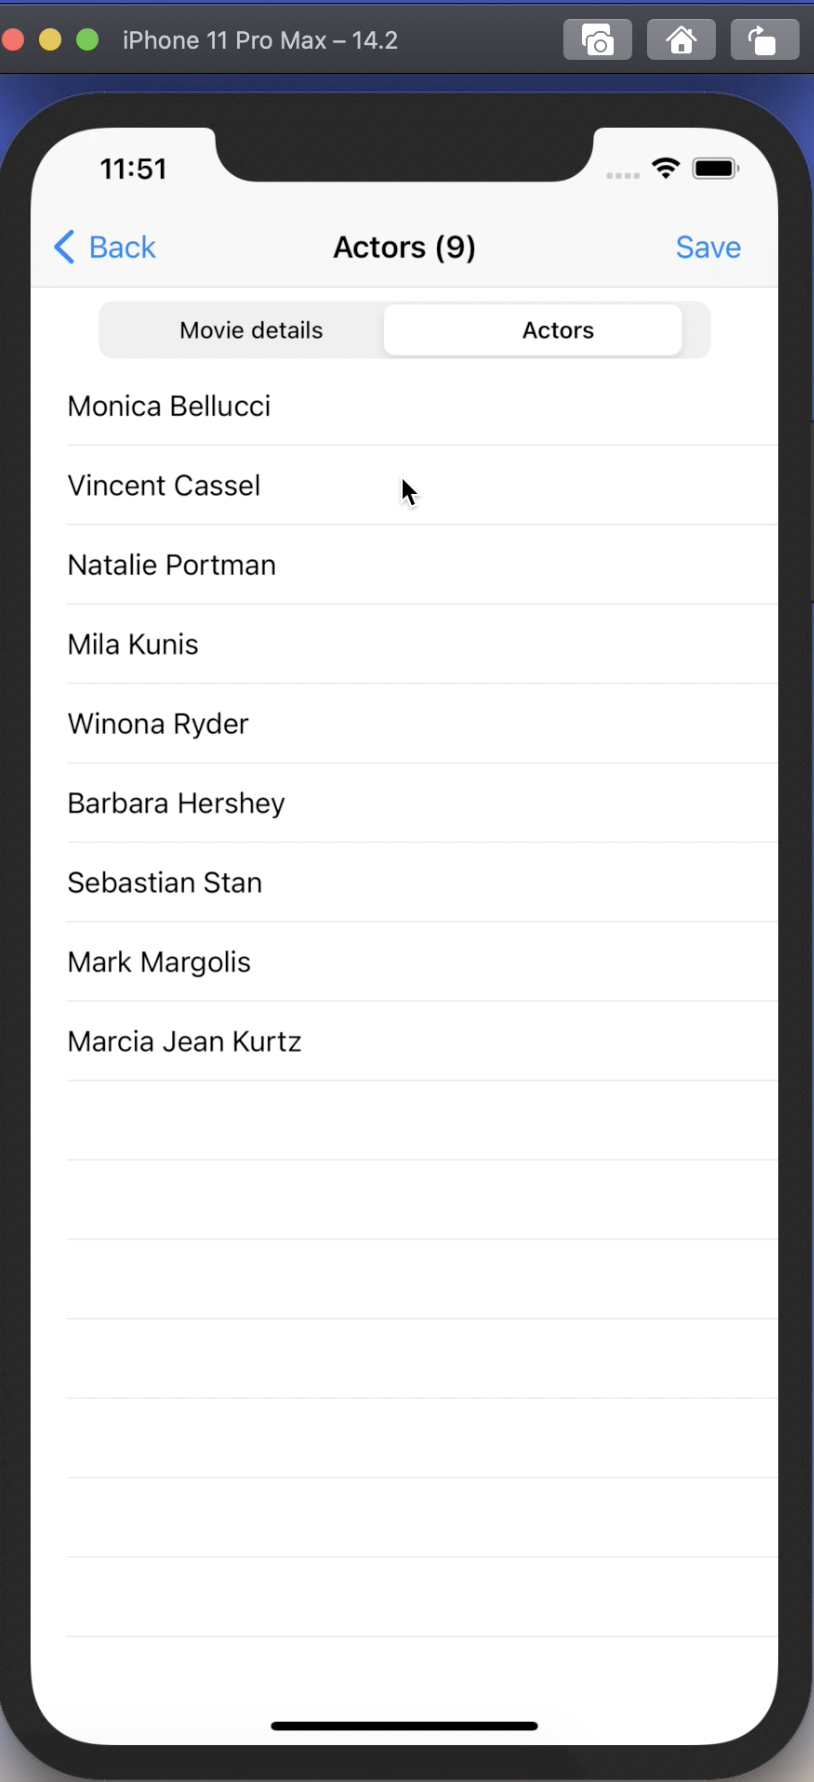 iPhone 11 Pro Max – 14.2
11:51
Back Actors (9) Save
Movie details Actors
Monica Bellucci
Vincent Cassel
Natalie Portman
Mila Kunis
Winona Ryder
Barbara Hershey
Sebastian Stan
Mark Margolis
Marcia Jean Kurtz